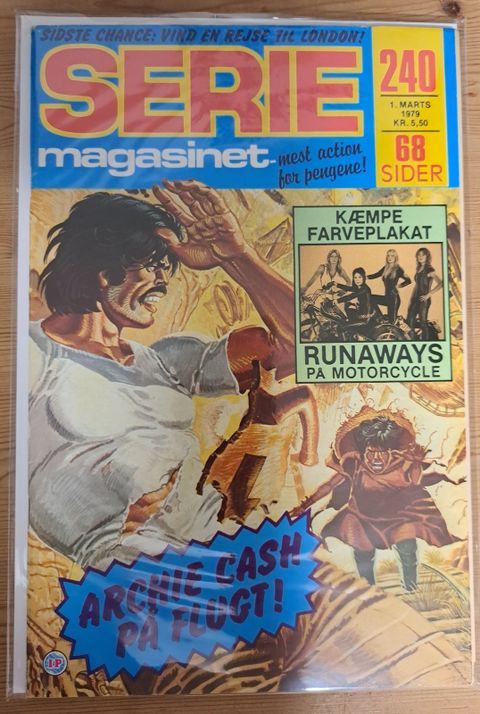 SIDSTE CHANCE: VIND EN REJSE TIL LONDON!
SERIE
magasinet-
mest action
for pengene!
240
1. MARTS
1979
KR. 5,50
68
SIDER
KÆMPE
FARVEPLAKAT
RUNAWAYS
PÅ MOTORCYCLE
ARCHIE CASH
PÅ FLUGT!
IP